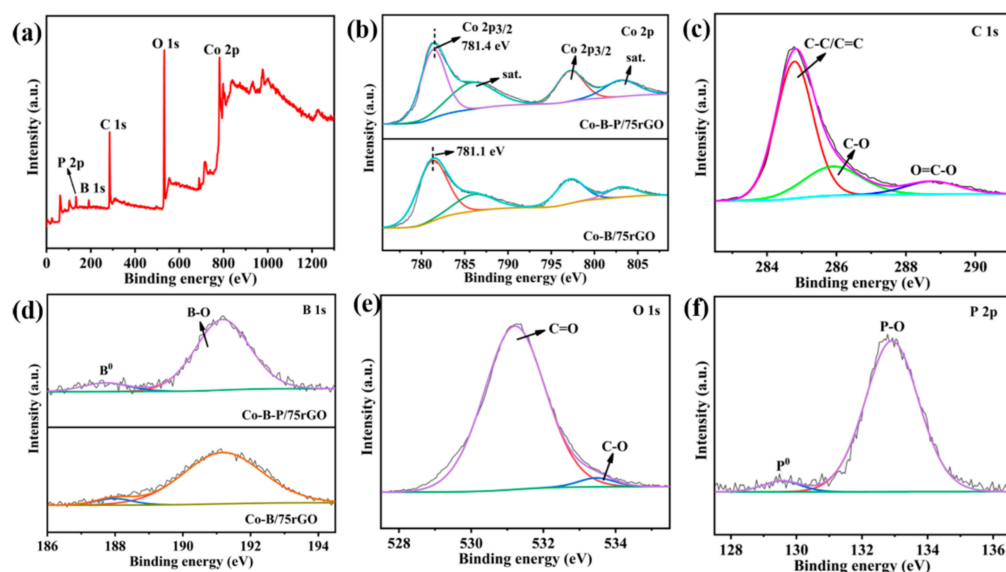 (a)
O 1s
Co 2p
C 1s
P 2p
B 1s
Intensity (a.u.)
0 200 400 600 800 1000 1200
Binding energy (eV)
(b)
Co 2p3/2
781.4 eV
sat.
Co 2p3/2
Co 2p
sat.
Co-B-P/75rGO
781.1 eV
Co-B/75rGO
Intensity (a.u.)
780 785 790 795 800 805
Binding energy (eV)
(c)
C 1s
C-C/C=C
C-O
O=C-O
Intensity (a.u.)
284 286 288 290
Binding energy (eV)
(d)
B 1s
B-O
B⁰
Co-B-P/75rGO
Co-B/75rGO
Intensity (a.u.)
186 188 190 192 194
Binding energy (eV)
(e)
O 1s
C=O
C-O
Intensity (a.u.)
528 530 532 534
Binding energy (eV)
(f)
P 2p
P-O
P⁰
Intensity (a.u.)
128 130 132 134 136
Binding energy (eV)